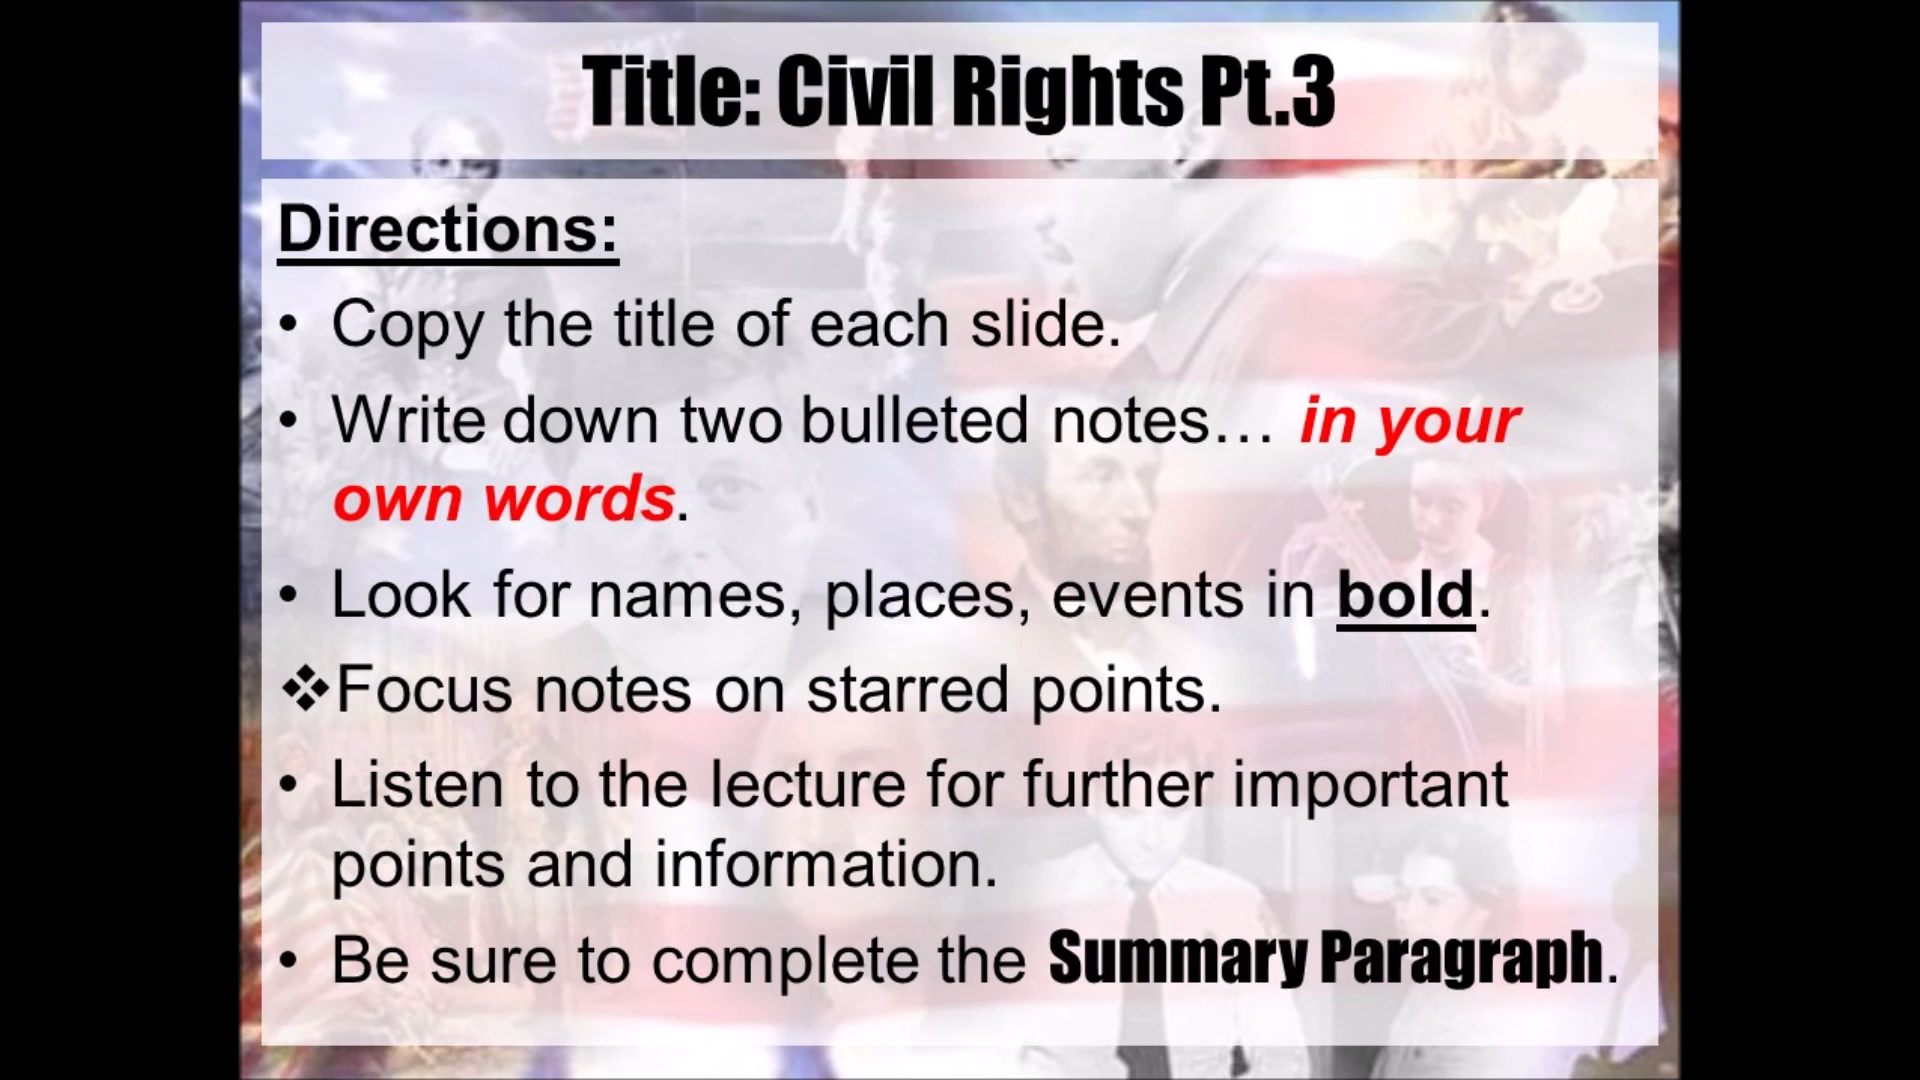 Title: Civil Rights Pt.3
Directions:
• Copy the title of each slide.
• Write down two bulleted notes… in your
own words.
• Look for names, places, events in bold.
❖Focus notes on starred points.
• Listen to the lecture for further important
points and information.
• Be sure to complete the Summary Paragraph.